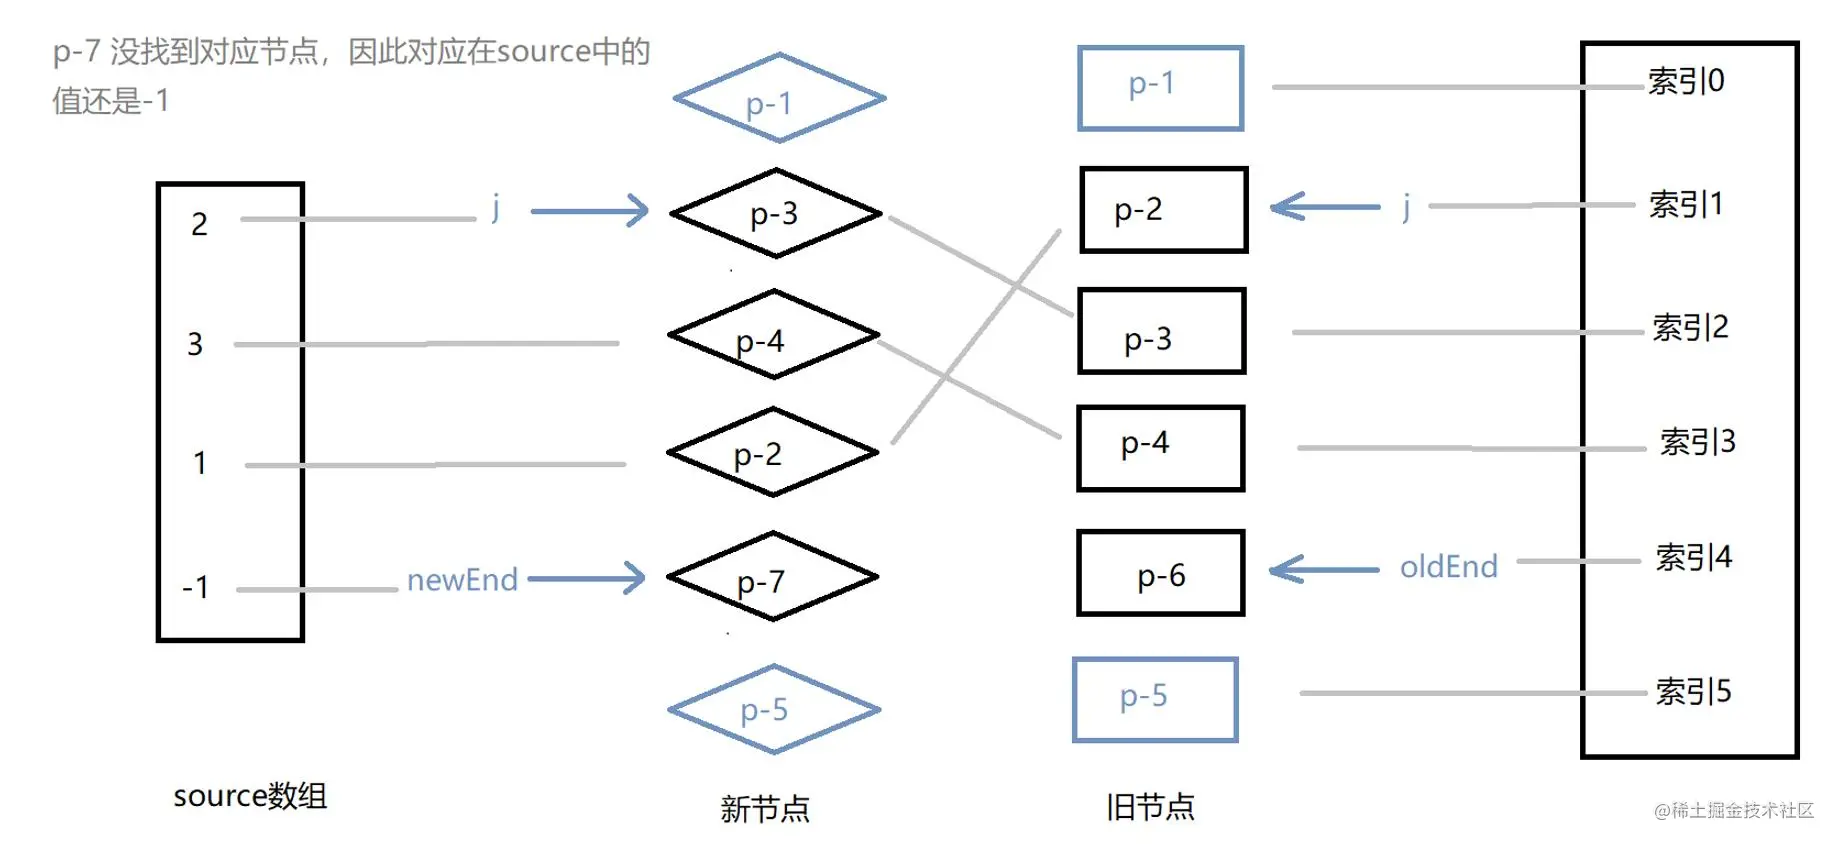 p-7 没找到对应节点，因此对应在source中的
值还是-1
p-1
p-1
索引0
2
j
p-3
p-2
j
索引1
3
p-4
p-3
索引2
1
p-2
p-4
索引3
-1
newEnd
p-7
p-6
oldEnd
索引4
p-5
p-5
索引5
source数组
新节点
旧节点
@稀土掘金技术社区